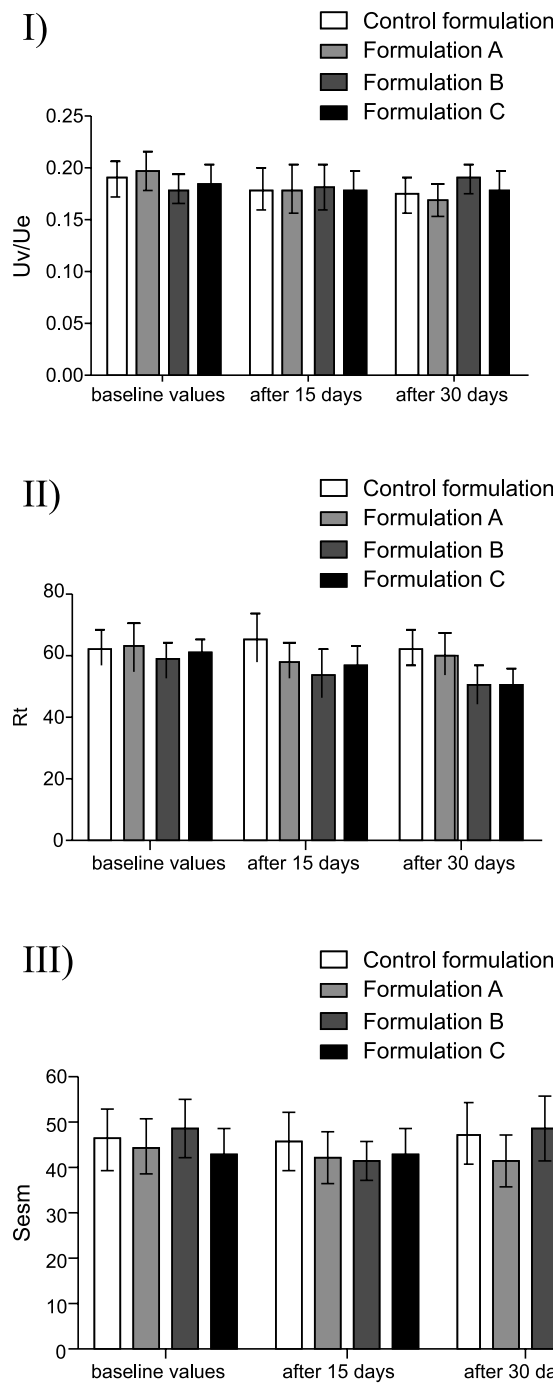 I)
Control formulation
Formulation A
Formulation B
Formulation C
0.25
0.20
0.15
0.10
0.05
0.00
Uv/Ue
baseline values after 15 days after 30 days
II)
Control formulation
Formulation A
Formulation B
Formulation C
80
60
40
20
0
Rt
baseline values after 15 days after 30 days
III)
Control formulation
Formulation A
Formulation B
Formulation C
60
50
40
30
20
10
0
Sesm
baseline values after 15 days after 30 da